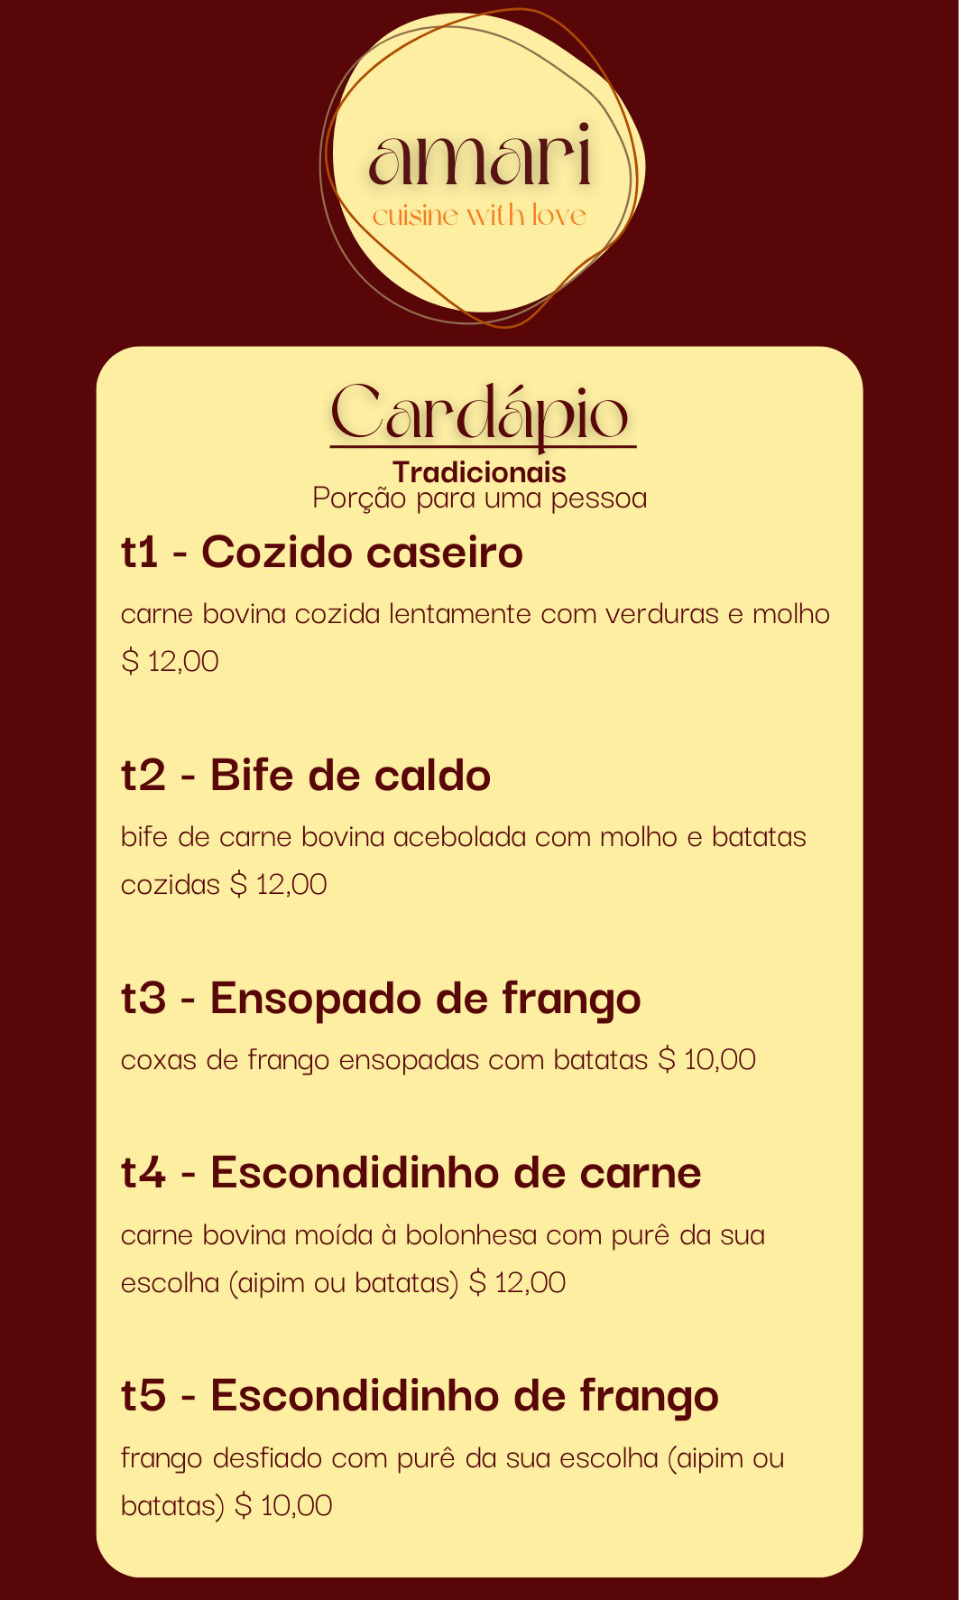 amari
cuisine with love
Cardápio
Tradicionais
Porção para uma pessoa
t1 - Cozido caseiro
carne bovina cozida lentamente com verduras e molho
$ 12,00
t2 - Bife de caldo
bife de carne bovina acebolada com molho e batatas
cozidas $ 12,00
t3 - Ensopado de frango
coxas de frango ensopadas com batatas $ 10,00
t4 - Escondidinho de carne
carne bovina moída à bolonhesa com purê da sua
escolha (aipim ou batatas) $ 12,00
t5 - Escondidinho de frango
frango desfiado com purê da sua escolha (aipim ou
batatas) $ 10,00